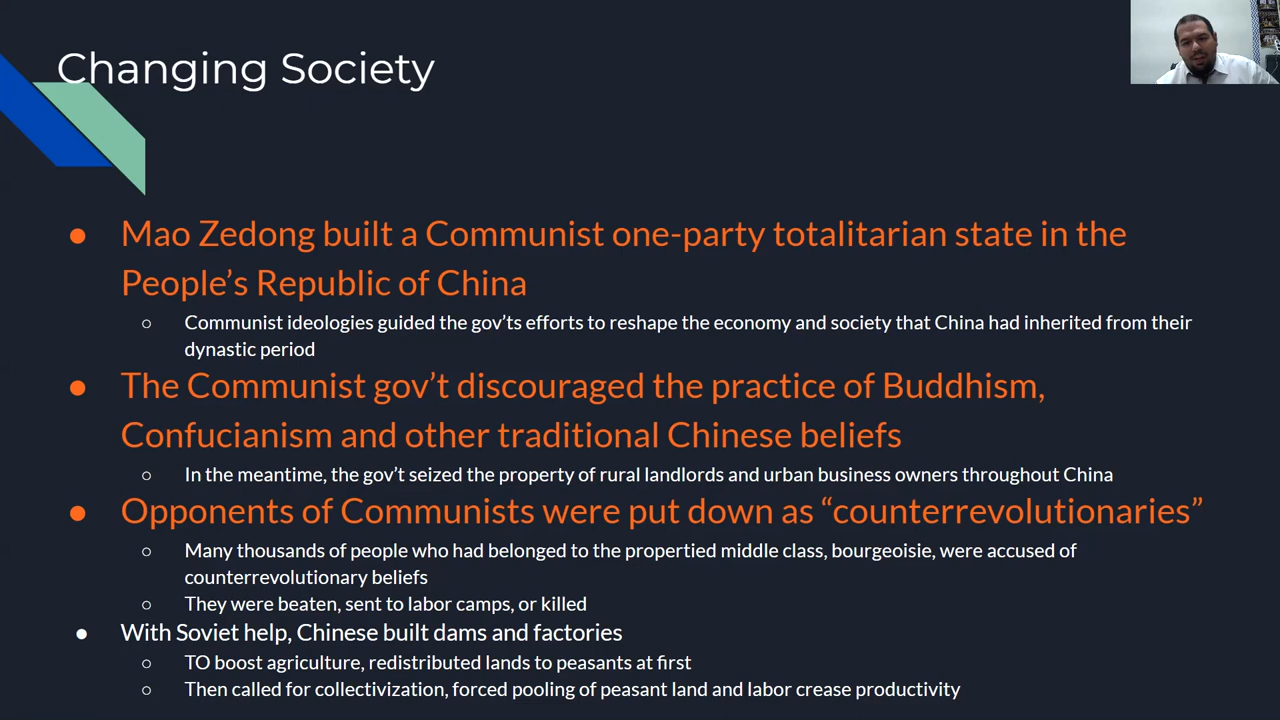 Changing Society
● Mao Zedong built a Communist one-party totalitarian state in the
People’s Republic of China
○ Communist ideologies guided the gov’ts efforts to reshape the economy and society that China had inherited from their
dynastic period
● The Communist gov’t discouraged the practice of Buddhism,
Confucianism and other traditional Chinese beliefs
○ In the meantime, the gov’t seized the property of rural landlords and urban business owners throughout China
● Opponents of Communists were put down as “counterrevolutionaries”
○ Many thousands of people who had belonged to the propertied middle class, bourgeoisie, were accused of
counterrevolutionary beliefs
○ They were beaten, sent to labor camps, or killed
● With Soviet help, Chinese built dams and factories
○ TO boost agriculture, redistributed lands to peasants at first
○ Then called for collectivization, forced pooling of peasant land and labor crease productivity